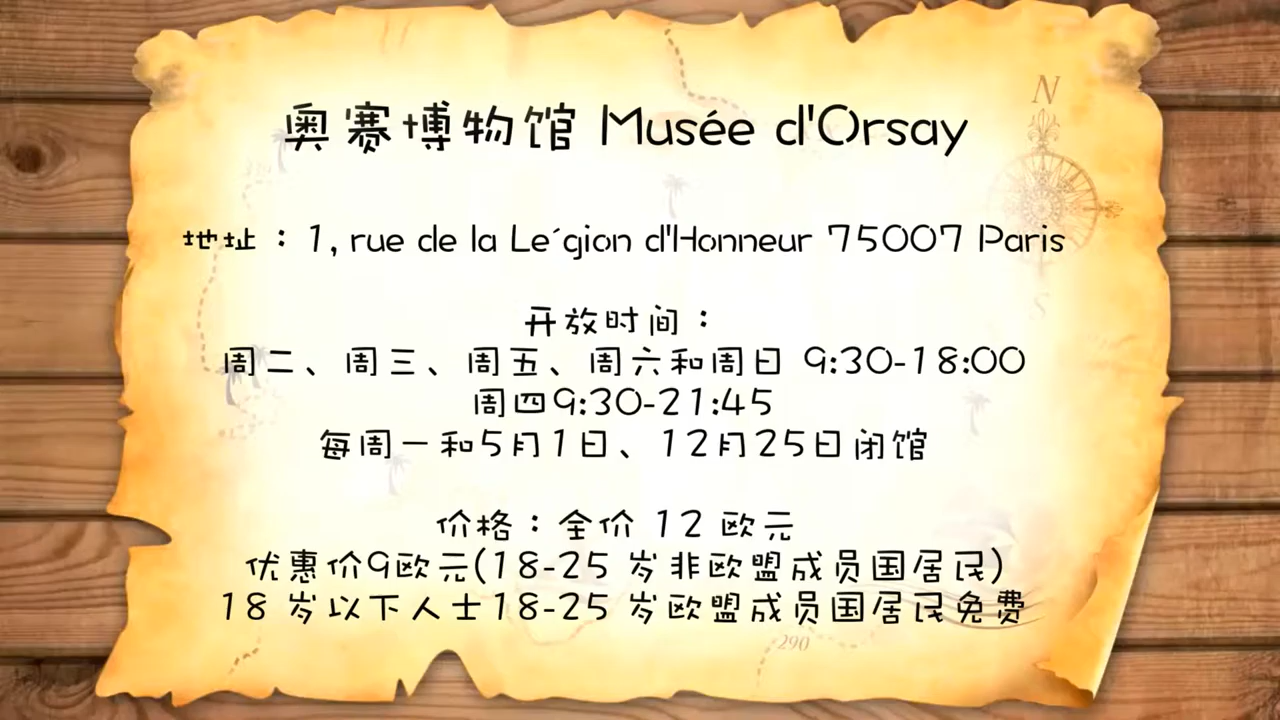 奥赛博物馆 Musée d'Orsay
地址：1, rue de la Le´gion d'Honneur 75007 Paris
开放时间：
周二、周三、周五、周六和周日 9:30-18:00
周四9:30-21:45
每周一和5月1日、12月25日闭馆
价格：全价 12 欧元
优惠价9欧元(18-25 岁非欧盟成员国居民)
18 岁以下人士18-25 岁欧盟成员国居民免费
N
S
290